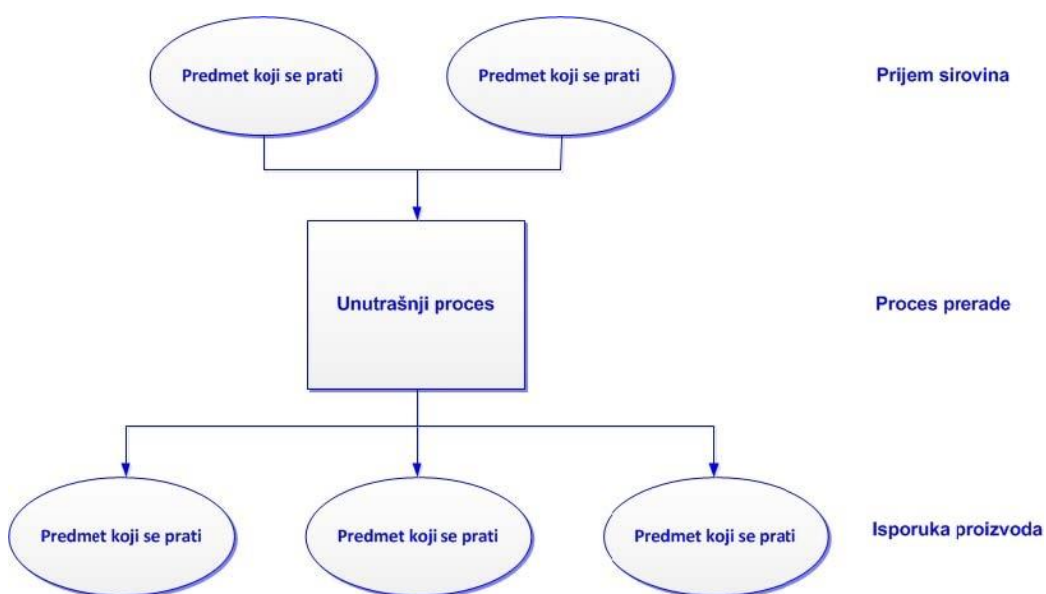 Predmet koji se prati
Predmet koji se prati
Prijem sirovina
Unutrašnji proces
Proces prerade
Predmet koji se prati
Predmet koji se prati
Predmet koji se prati
Isporuka proizvoda